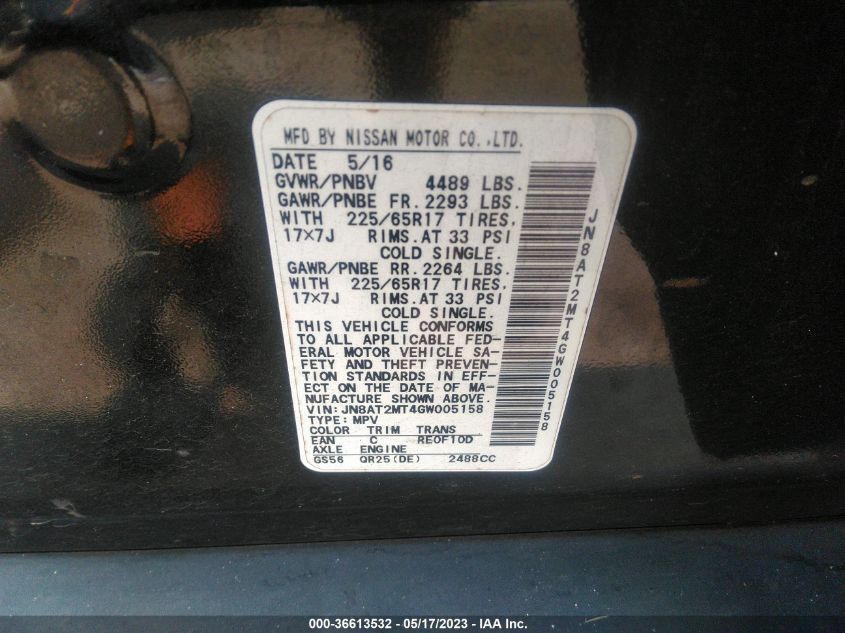 MFD BY NISSAN MOTOR CO.,LTD.
DATE 5/16
GVWR/PNBV 4489 LBS.
GAWR/PNBE FR. 2293 LBS.
WITH 225/65R17 TIRES,
17×7J RIMS.AT 33 PSI
COLD SINGLE.
GAWR/PNBE RR. 2264 LBS.
WITH 225/65R17 TIRES,
17×7J RIMS.AT 33 PSI
COLD SINGLE.
THIS VEHICLE CONFORMS
TO ALL APPLICABLE FED-
ERAL MOTOR VEHICLE SA-
FETY AND THEFT PREVEN-
TION STANDARDS IN EFF-
ECT ON THE DATE OF MA-
NUFACTURE SHOWN ABOVE.
VIN:JN8AT2MT4GW005158
TYPE:MPV
COLOR TRIM TRANS
EAN C RE0F10D
AXLE ENGINE
GS56 QR25(DE) 2488CC
JN8AT2MT4GW005158
000-36613532 - 05/17/2023 - IAA Inc.